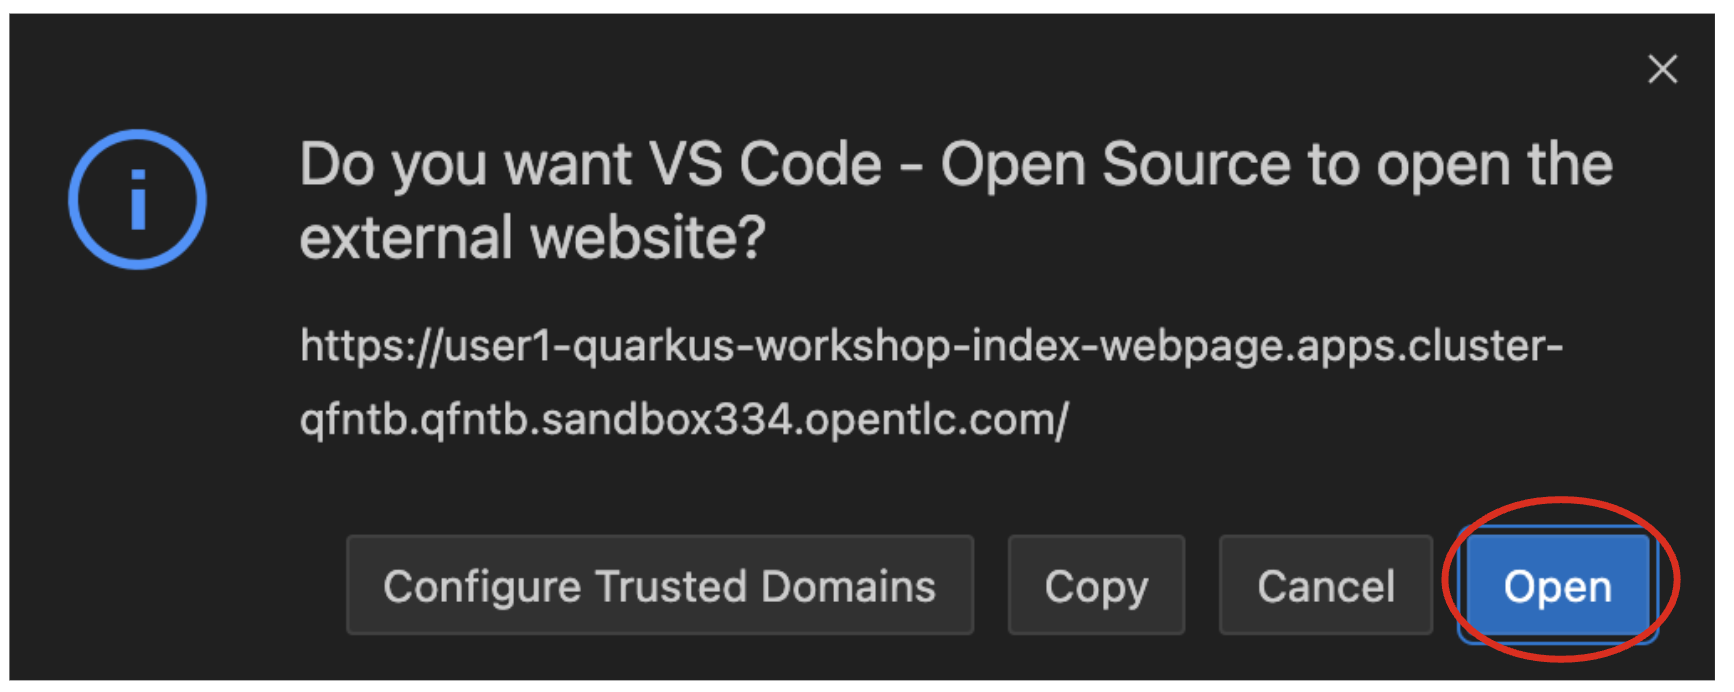 Do you want VS Code - Open Source to open the
external website?
https://user1-quarkus-workshop-index-webpage.apps.cluster-
qfntb.qfntb.sandbox334.opentlc.com/
Configure Trusted Domains Copy Cancel Open